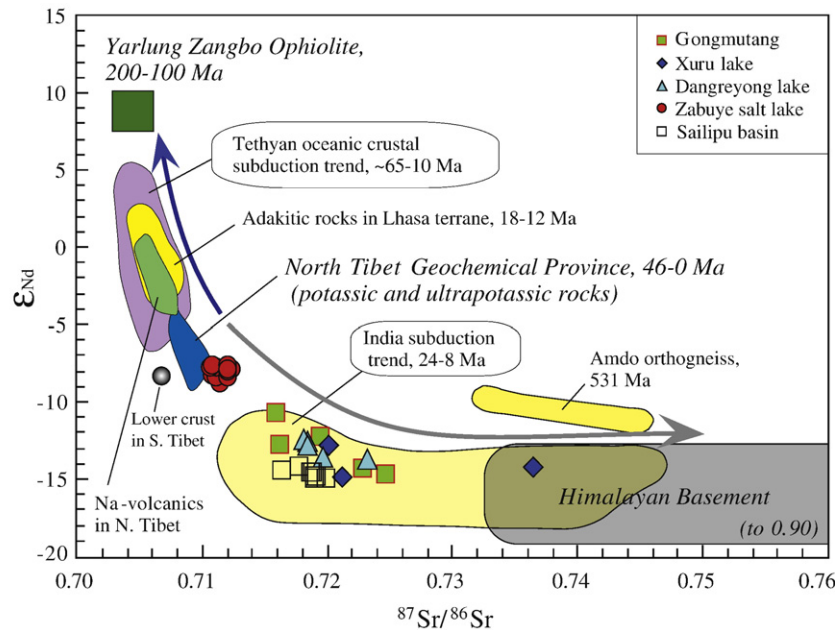 Yarlung Zangbo Ophiolite,
200-100 Ma
Gongmutang
Xuru lake
Dangreyong lake
Zabuye salt lake
Sailipu basin
Tethyan oceanic crustal
subduction trend, ~65-10 Ma
Adakitic rocks in Lhasa terrane, 18-12 Ma
North Tibet Geochemical Province, 46-0 Ma
(potassic and ultrapotassic rocks)
India subduction
trend, 24-8 Ma
Amdo orthogneiss,
531 Ma
Lower crust
in S. Tibet
Na-volcanics
in N. Tibet
Himalayan Basement
(to 0.90)
15
10
5
0
-5
-10
-15
-20
εNd
0.70
0.71
0.72
0.73
0.74
0.75
0.76
⁸⁷Sr/⁸⁶Sr